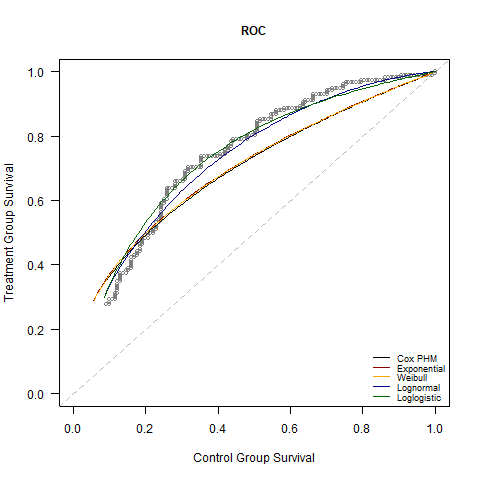 ROC
Treatment Group Survival
1.0
0.8
0.6
0.4
0.2
0.0
Cox PHM
Exponential
Weibull
Lognormal
Loglogistic
0.0 0.2 0.4 0.6 0.8 1.0
Control Group Survival